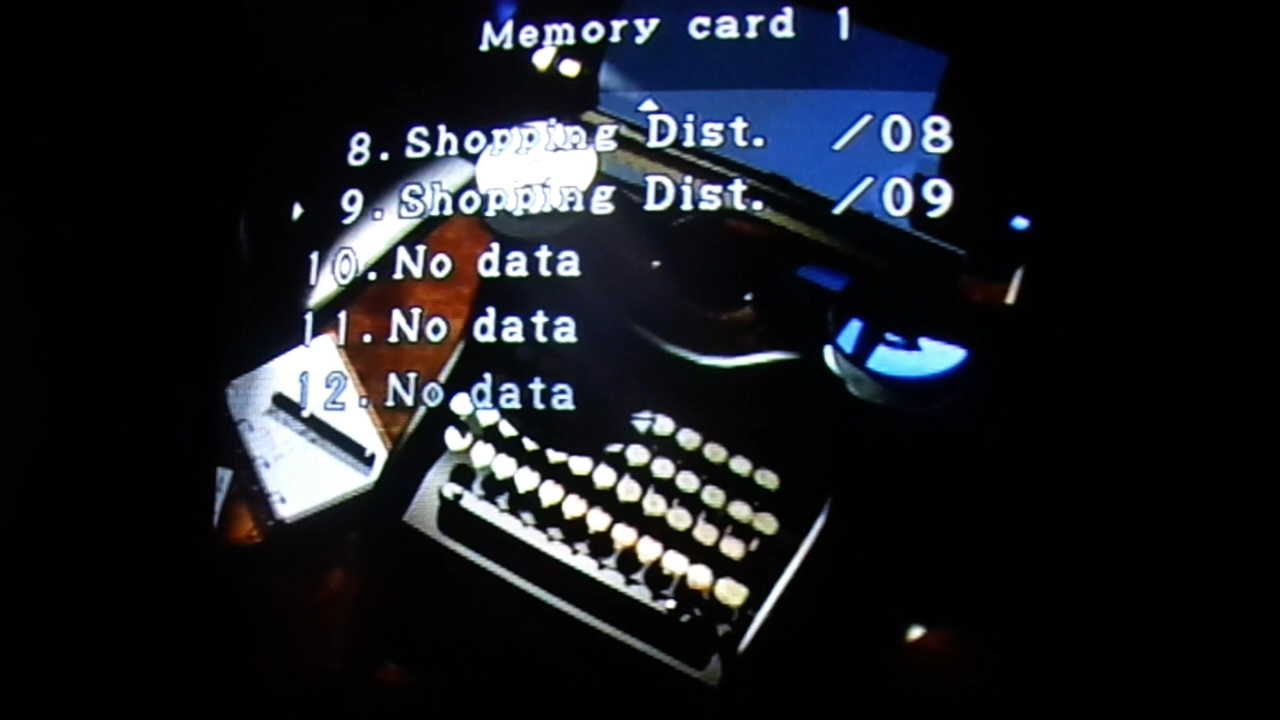 Memory card 1
8. Shopping Dist. /08
9. Shopping Dist. /09
10. No data
11. No data
12. No data